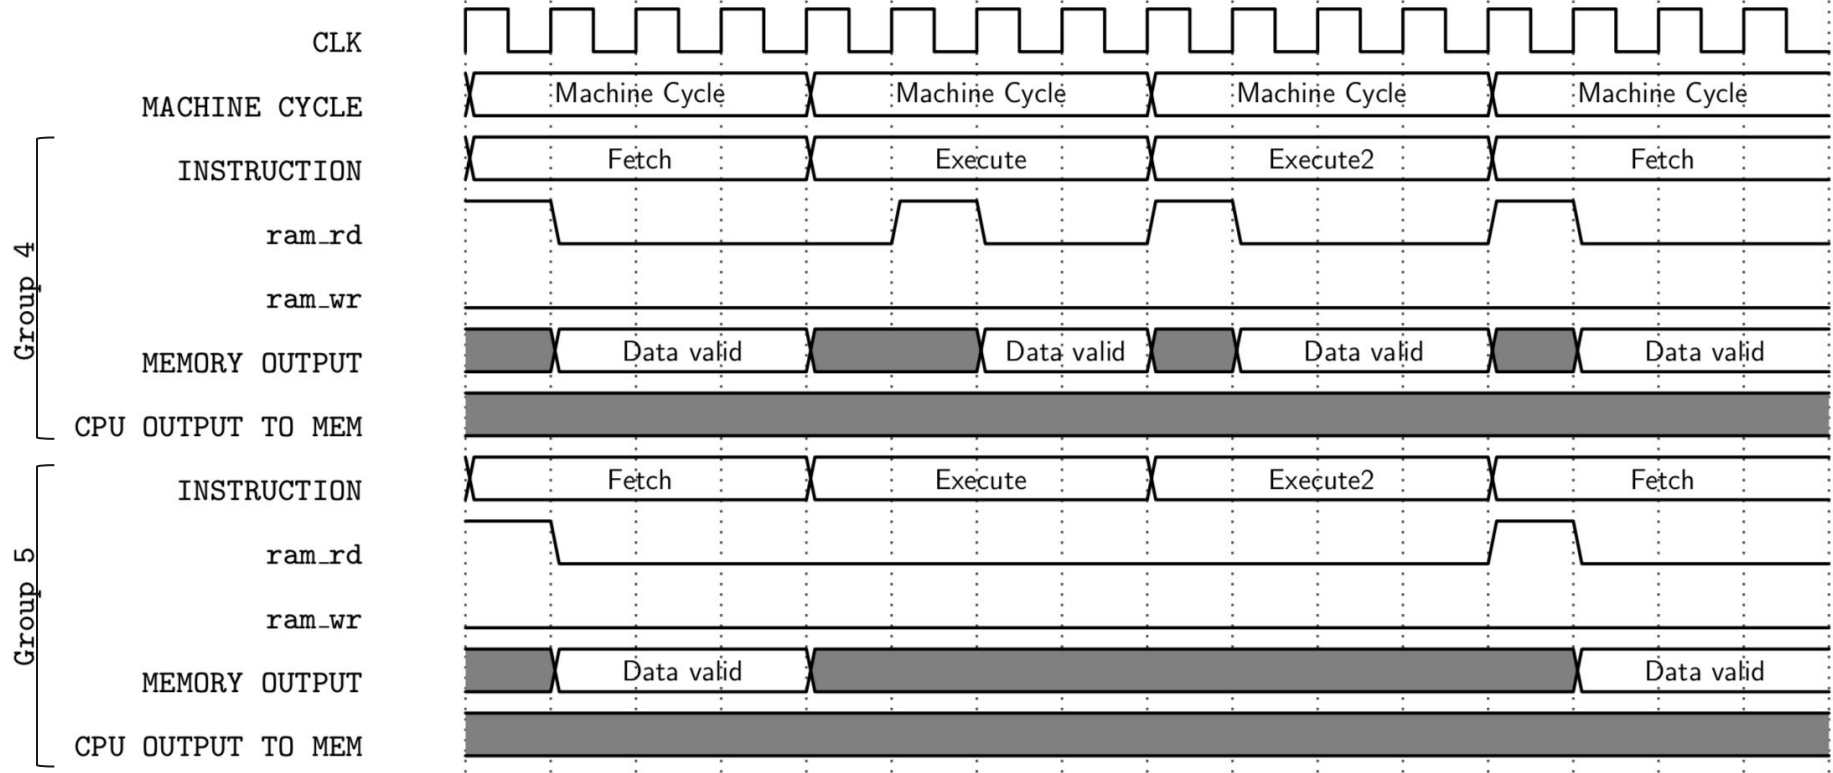 CLK
MACHINE CYCLE Machine Cycle Machine Cycle Machine Cycle Machine Cycle
Group 4
INSTRUCTION Fetch Execute Execute2 Fetch
ram_rd
ram_wr
MEMORY OUTPUT Data valid Data valid Data valid Data valid
CPU OUTPUT TO MEM
Group 5
INSTRUCTION Fetch Execute Execute2 Fetch
ram_rd
ram_wr
MEMORY OUTPUT Data valid Data valid
CPU OUTPUT TO MEM